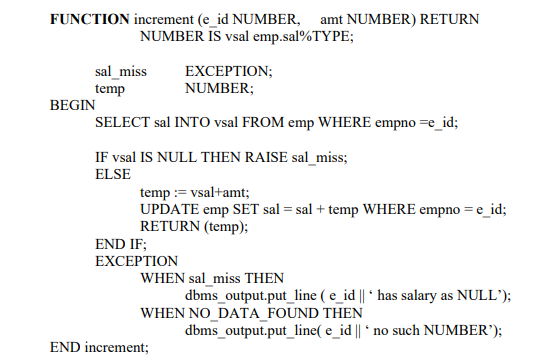 FUNCTION increment (e_id NUMBER, amt NUMBER) RETURN
NUMBER IS vsal emp.sal%TYPE;
sal_miss EXCEPTION;
temp NUMBER;
BEGIN
SELECT sal INTO vsal FROM emp WHERE empno =e_id;
IF vsal IS NULL THEN RAISE sal_miss;
ELSE
temp := vsal+amt;
UPDATE emp SET sal = sal + temp WHERE empno = e_id;
RETURN (temp);
END IF;
EXCEPTION
WHEN sal_miss THEN
dbms_output.put_line ( e_id || ‘ has salary as NULL’);
WHEN NO_DATA_FOUND THEN
dbms_output.put_line( e_id || ‘ no such NUMBER’);
END increment;